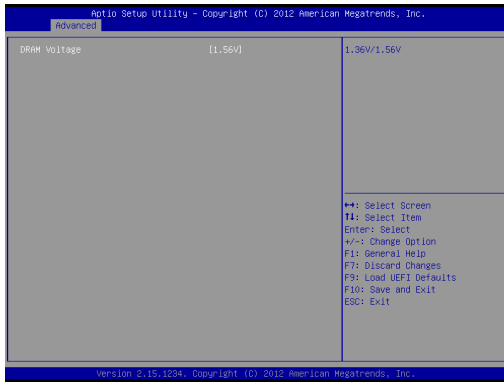 Aptio Setup Utility - Copyright (C) 2012 American Megatrends, Inc.
Advanced
DRAM Voltage [1.56V]
1.36V/1.56V
↔: Select Screen
↑↓: Select Item
Enter: Select
+/-: Change Option
F1: General Help
F7: Discard Changes
F9: Load UEFI Defaults
F10: Save and Exit
ESC: Exit
Version 2.15.1234. Copyright (C) 2012 American Megatrends, Inc.